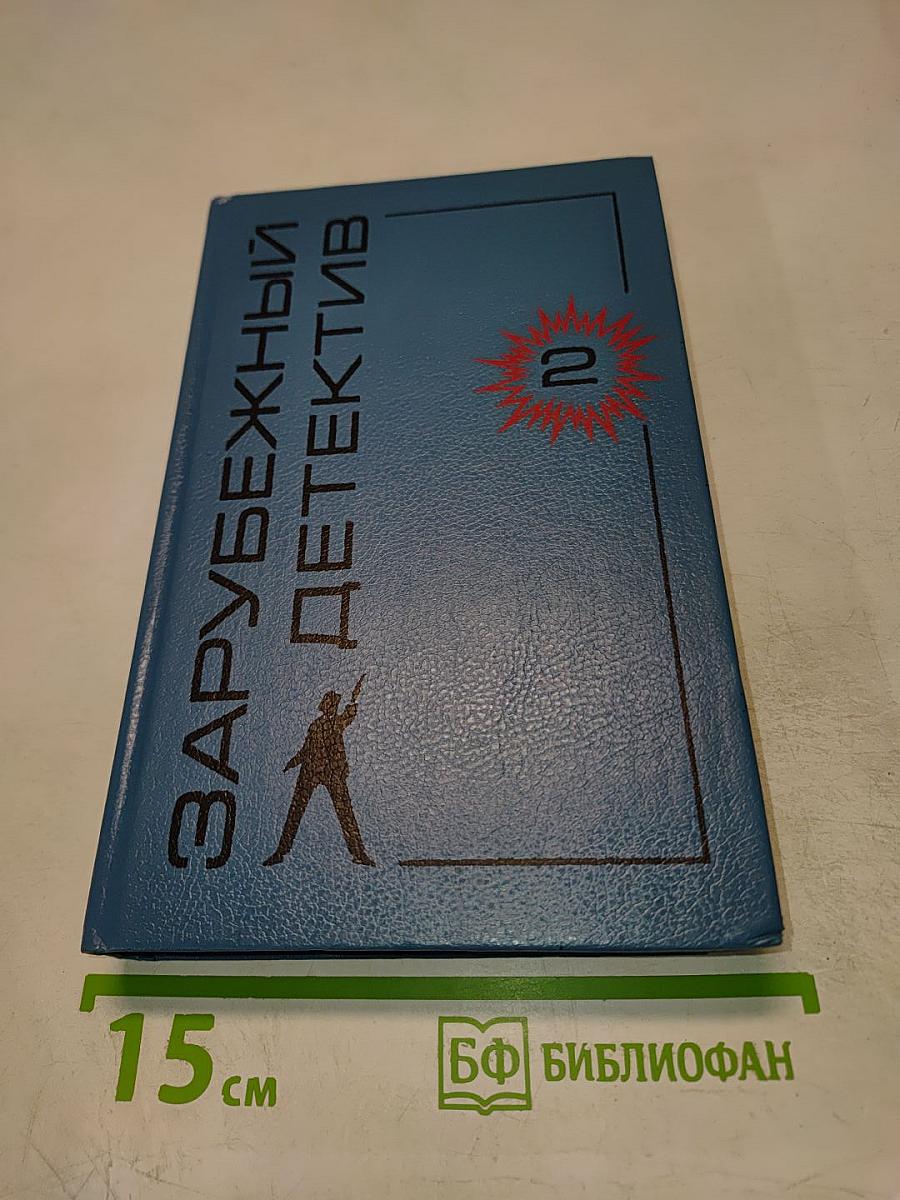 ЗАРУБЕЖНЫЙ
ДЕТЕКТИВ
2
15 см
БФ БИБЛИОФАН